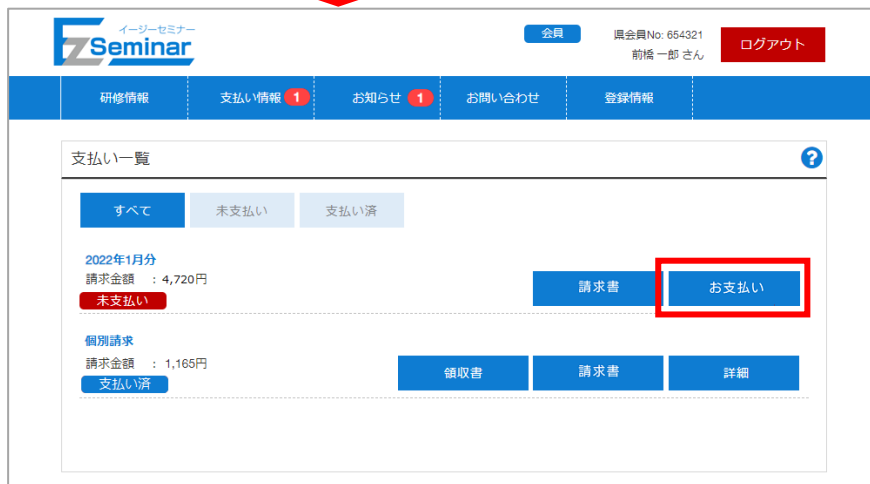 イージーセミナー
EzSeminar
会員
県会員No: 654321
前橋 一郎 さん
ログアウト
研修情報
支払い情報 1
お知らせ 1
お問い合わせ
登録情報
支払い一覧
?
すべて
未支払い
支払い済
2022年1月分
請求金額 : 4,720円
未支払い
請求書
お支払い
個別請求
請求金額 : 1,165円
支払い済
領収書
請求書
詳細